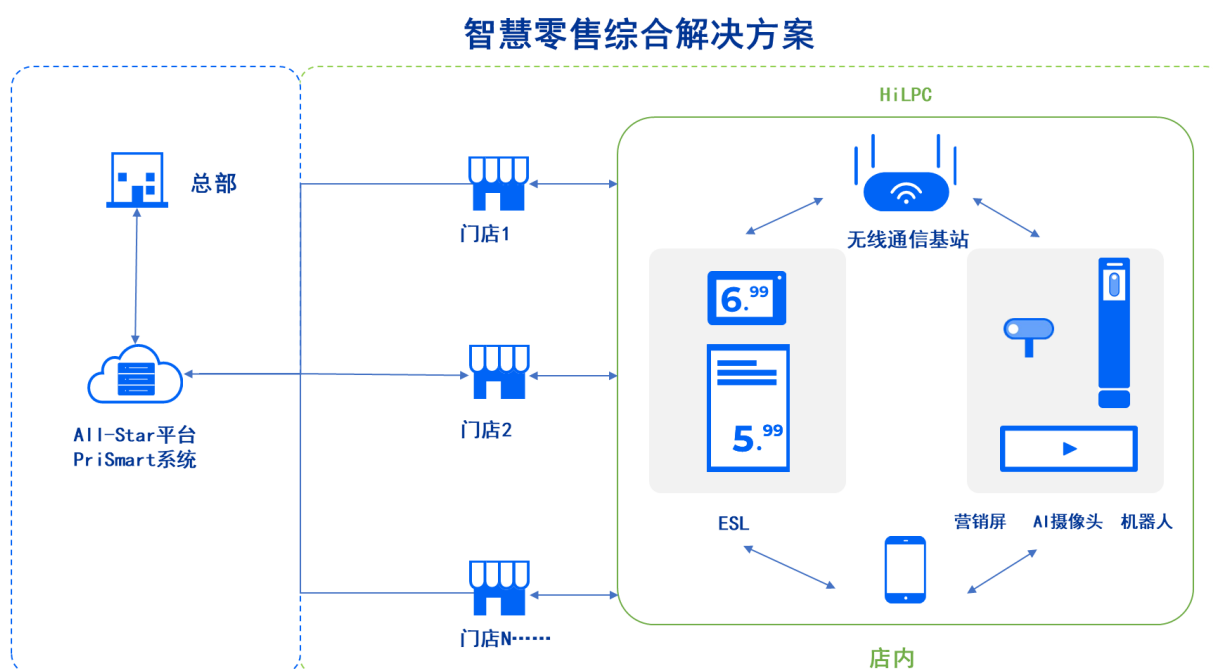 智慧零售综合解决方案
HiLPC
总部
门店1
无线通信基站
6.99
5.99
All-Star平台
PriSmart系统
门店2
ESL
营销屏 AI摄像头 机器人
门店N……
店内